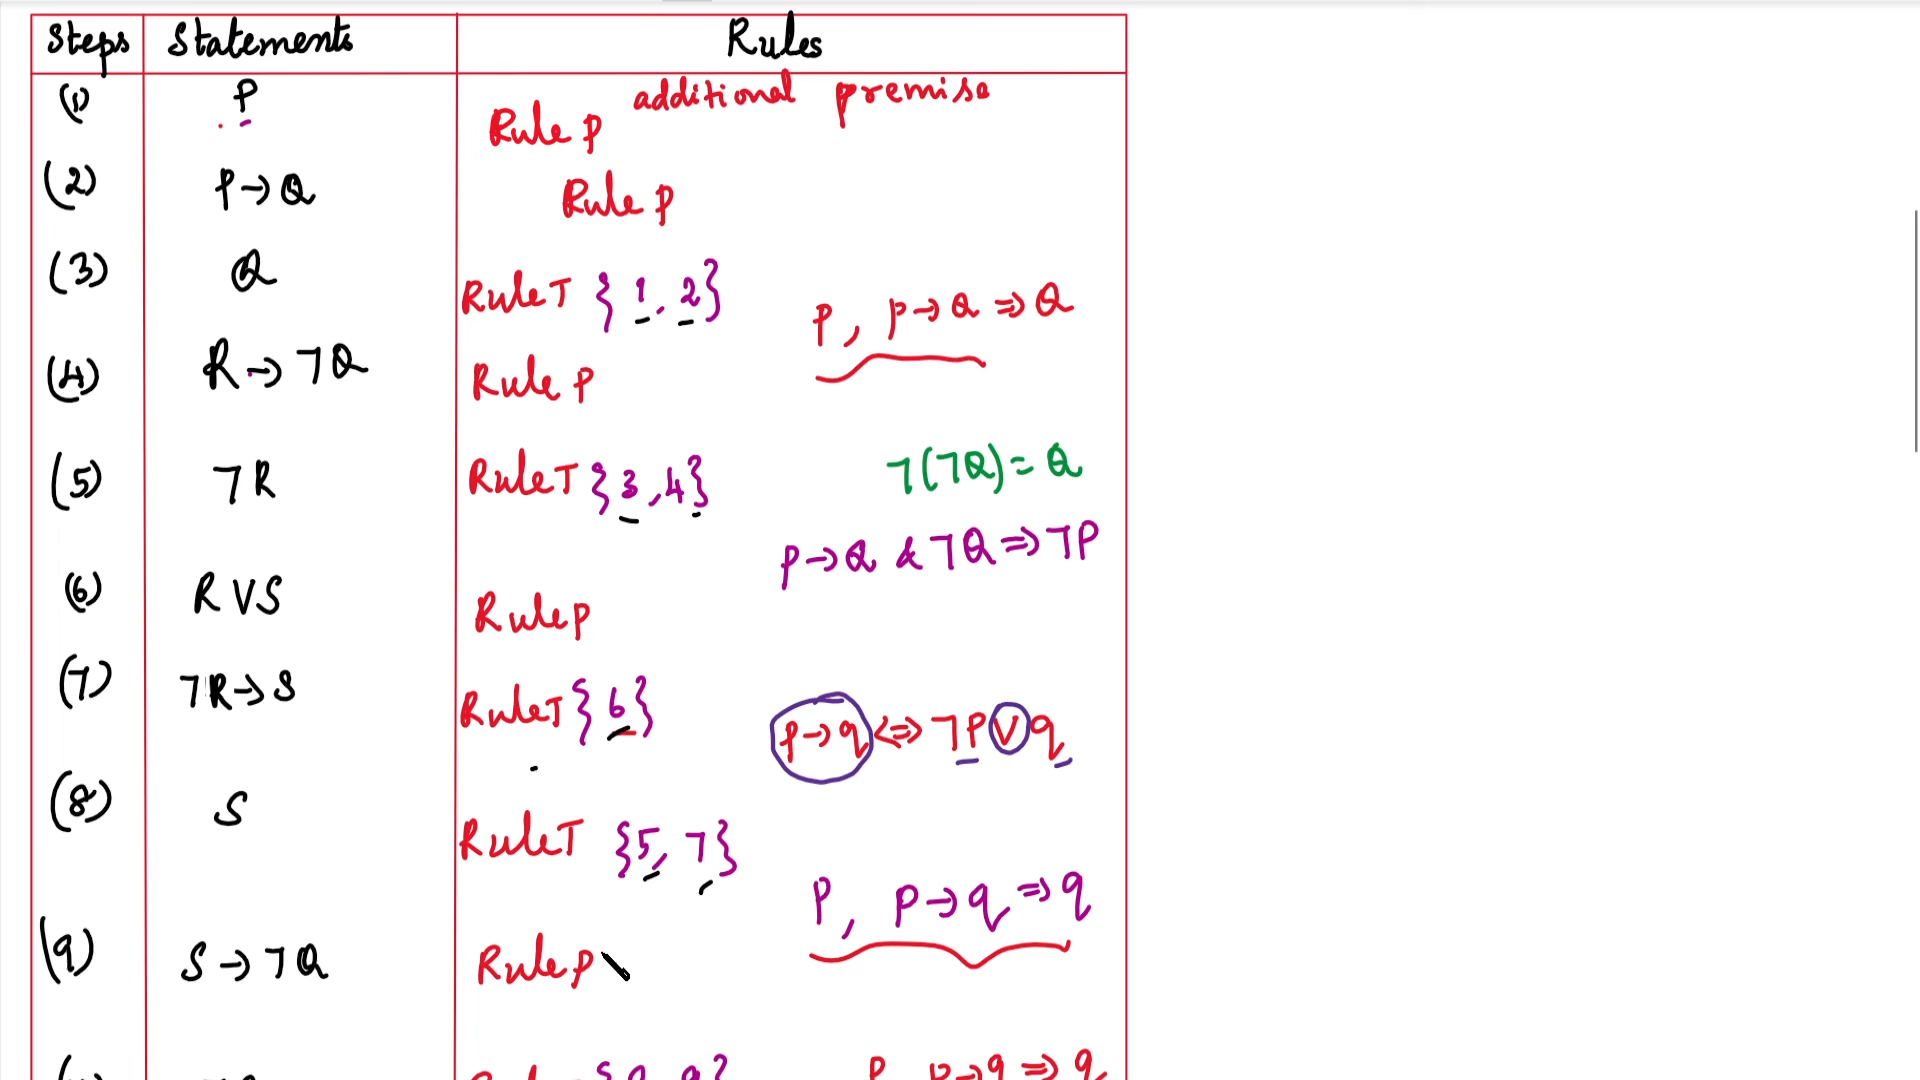 Steps Statements Rules
(1) P Rule P additional premise
(2) P→Q Rule P
(3) Q Rule T {1, 2} P, P→Q ⇒ Q
(4) R→¬Q Rule P
(5) ¬R Rule T {3,4} ¬(¬Q) = Q
P→Q & ¬Q ⇒ ¬P
(6) R∨S Rule P
(7) ¬R→S Rule T {6} p→q ⇔ ¬p∨q
(8) S Rule T {5, 7}
P, P→q ⇒ q
(9) S→¬Q Rule P